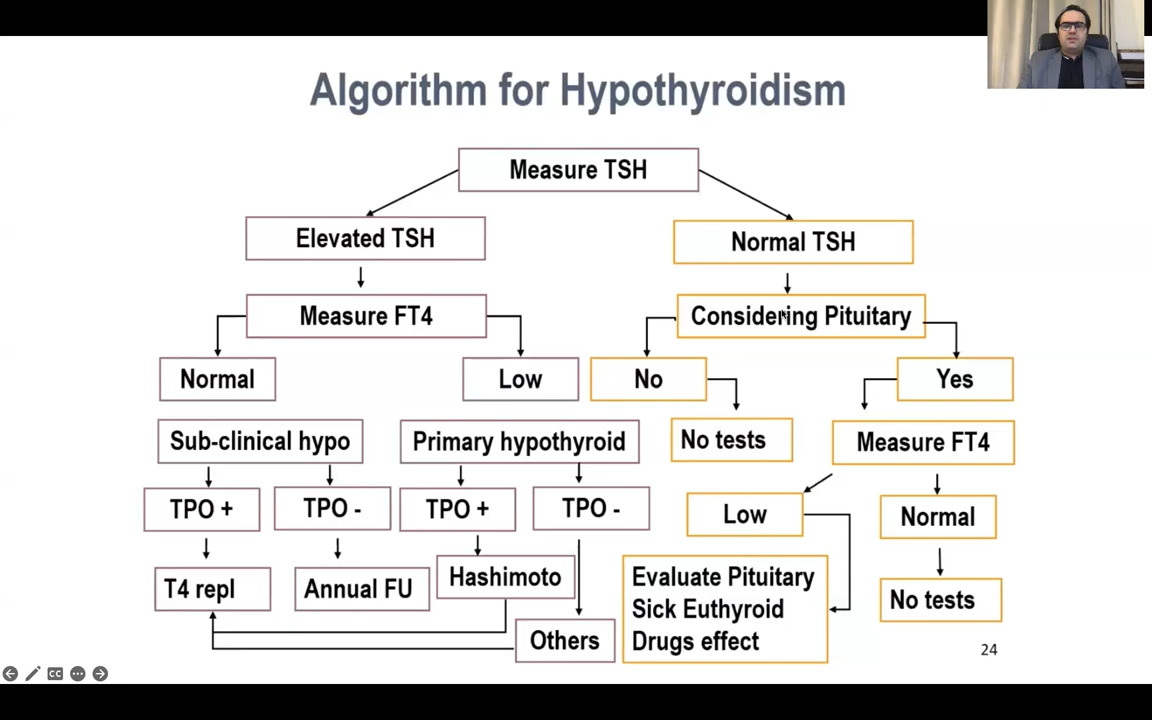 Algorithm for Hypothyroidism
Measure TSH
Elevated TSH
Normal TSH
Measure FT4
Considering Pituitary
Normal
Low
No
Yes
Sub-clinical hypo
Primary hypothyroid
No tests
Measure FT4
TPO +
TPO -
TPO +
TPO -
Low
Normal
T4 repl
Annual FU
Hashimoto
Others
Evaluate Pituitary
Sick Euthyroid
Drugs effect
No tests
24
CC